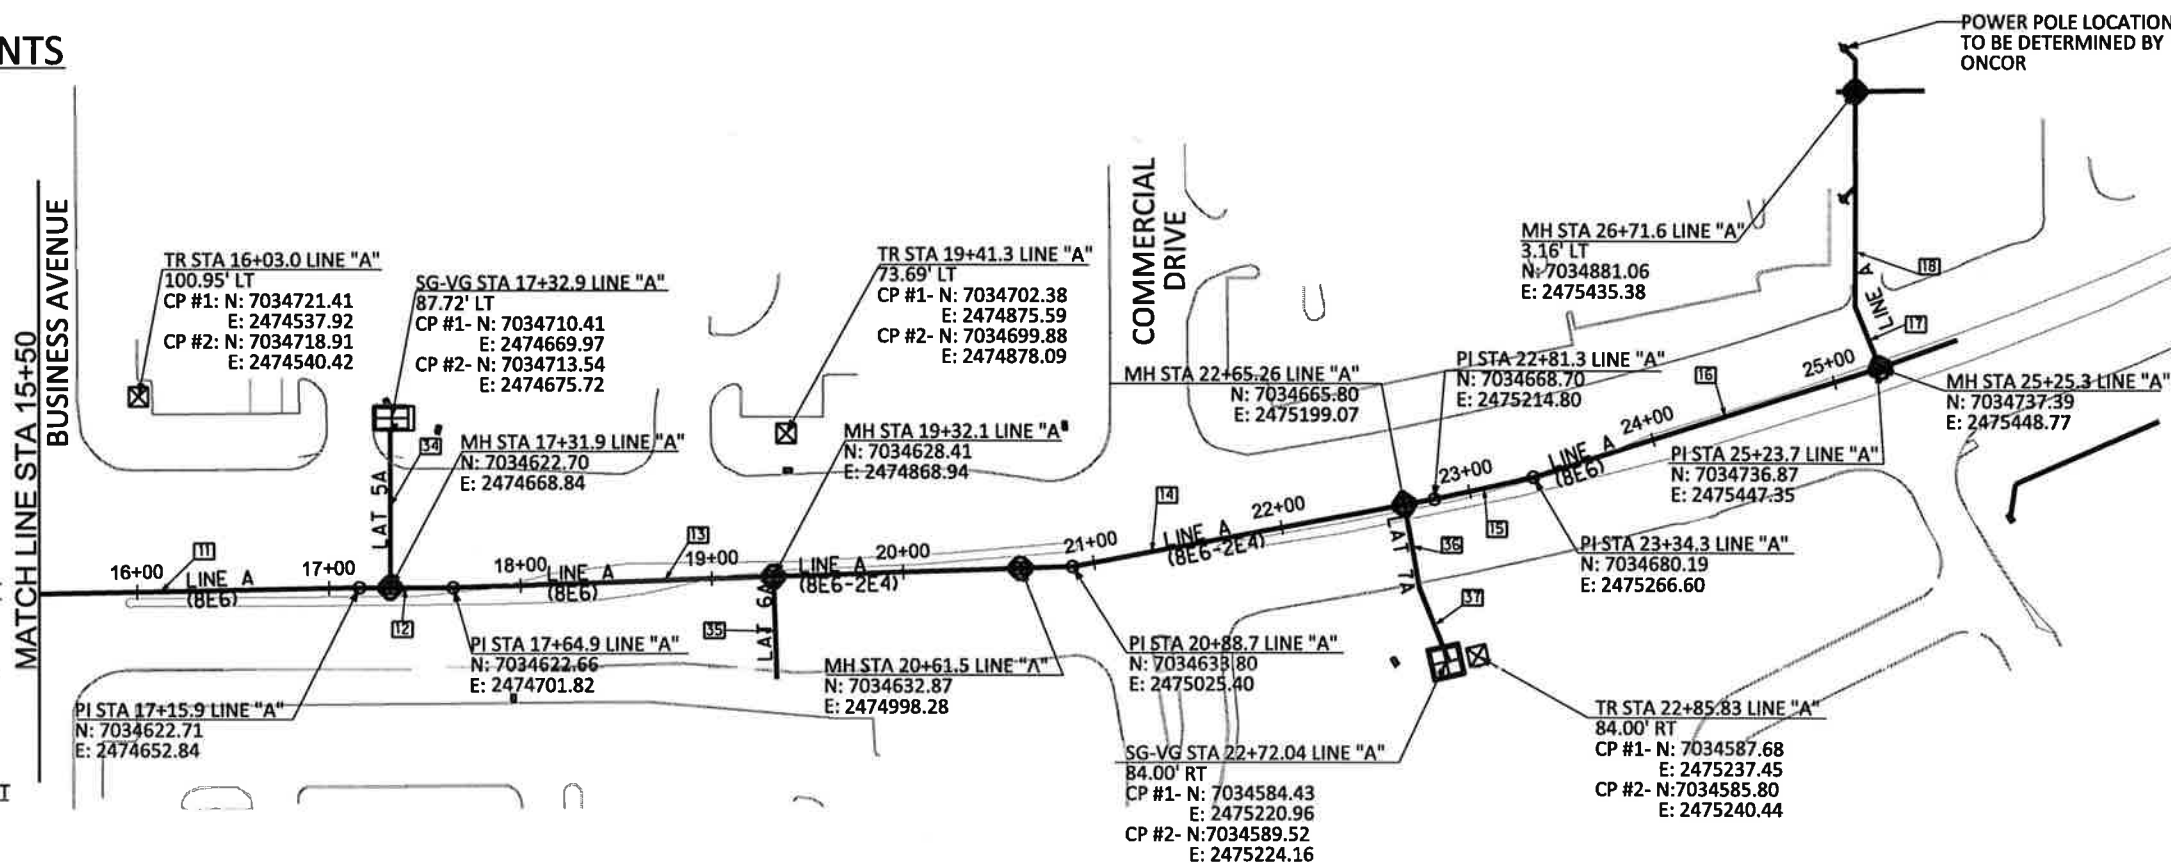 NTS
MATCH LINE STA 15+50
BUSINESS AVENUE
TR STA 16+03.0 LINE "A"
100.95' LT
CP #1: N: 7034721.41
E: 2474537.92
CP #2: N: 7034718.91
E: 2474540.42
SG-VG STA 17+32.9 LINE "A"
87.72' LT
CP #1- N: 7034710.41
E: 2474669.97
CP #2- N: 7034713.54
E: 2474675.72
TR STA 19+41.3 LINE "A"
73.69' LT
CP #1- N: 7034702.38
E: 2474875.59
CP #2- N: 7034699.88
E: 2474878.09
COMMERCIAL
DRIVE
POWER POLE LOCATION
TO BE DETERMINED BY
ONCOR
MH STA 26+71.6 LINE "A"
3.16' LT
N: 7034881.06
E: 2475435.38
MH STA 22+65.26 LINE "A"
N: 7034665.80
E: 2475199.07
PI STA 22+81.3 LINE "A"
N: 7034668.70
E: 2475214.80
MH STA 25+25.3 LINE "A"
N: 7034737.39
E: 2475448.77
PI STA 25+23.7 LINE "A"
N: 7034736.87
E: 2475447.35
MH STA 17+31.9 LINE "A"
N: 7034622.70
E: 2474668.84
MH STA 19+32.1 LINE "A"
N: 7034628.41
E: 2474868.94
LAT 5A
34
11
16+00
LINE A
(8E6)
17+00
12
18+00
LINE A
(8E6)
13
19+00
LAT 6A
35
LINE A
(8E6-2E4)
20+00
21+00
14
LINE A
(8E6-2E4)
22+00
LAT 7A
36
37
23+00
15
LINE A
(8E6)
24+00
16
25+00
17
LINE A
18
PI STA 23+34.3 LINE "A"
N: 7034680.19
E: 2475266.60
PI STA 17+15.9 LINE "A"
N: 7034622.71
E: 2474652.84
PI STA 17+64.9 LINE "A"
N: 7034622.66
E: 2474701.82
MH STA 20+61.5 LINE "A"
N: 7034632.87
E: 2474998.28
PI STA 20+88.7 LINE "A"
N: 7034633.80
E: 2475025.40
SG-VG STA 22+72.04 LINE "A"
84.00' RT
CP #1- N: 7034584.43
E: 2475220.96
CP #2- N:7034589.52
E: 2475224.16
TR STA 22+85.83 LINE "A"
84.00' RT
CP #1- N: 7034587.68
E: 2475237.45
CP #2- N:7034585.80
E: 2475240.44